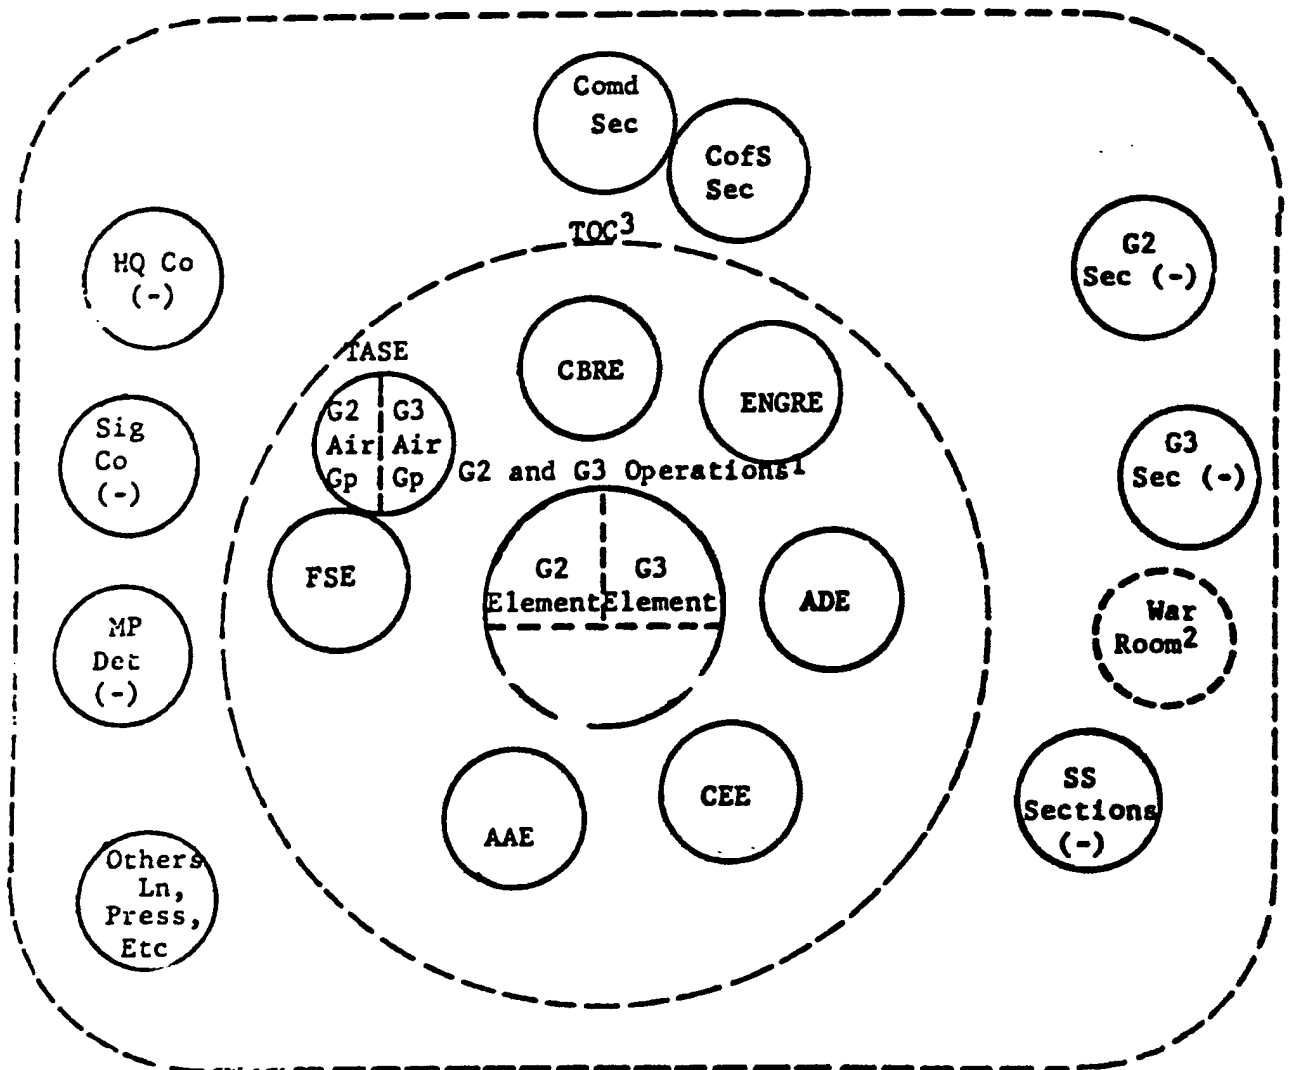 Comd
Sec
CofS
Sec
TOC3
HQ Co
(-)
G2
Sec (-)
TASE
G2
Air
Gp
G3
Air
Gp
CBRE
ENGRE
Sig
Co
(-)
G2 and G3 Operations1
G3
Sec (-)
FSE
G2
Element
G3
Element
ADE
MP
Det
(-)
War
Room2
AAE
CEE
SS
Sections
(-)
Others
Ln,
Press,
Etc